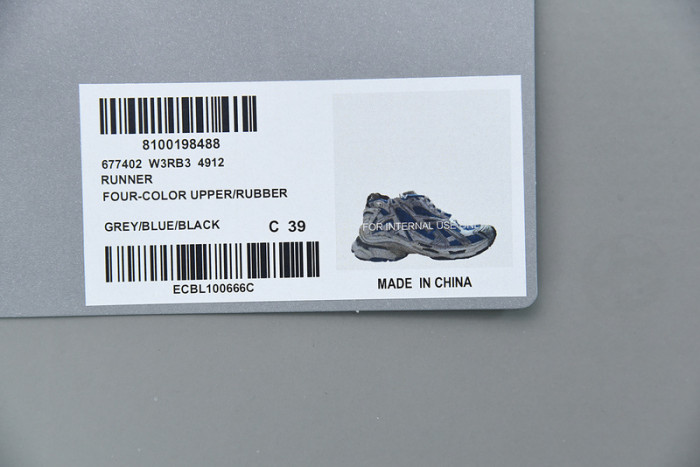 8100198488
677402 W3RB3 4912
RUNNER
FOUR-COLOR UPPER/RUBBER
GREY/BLUE/BLACK C 39
ECBL100666C
FOR INTERNAL USE ONLY
MADE IN CHINA